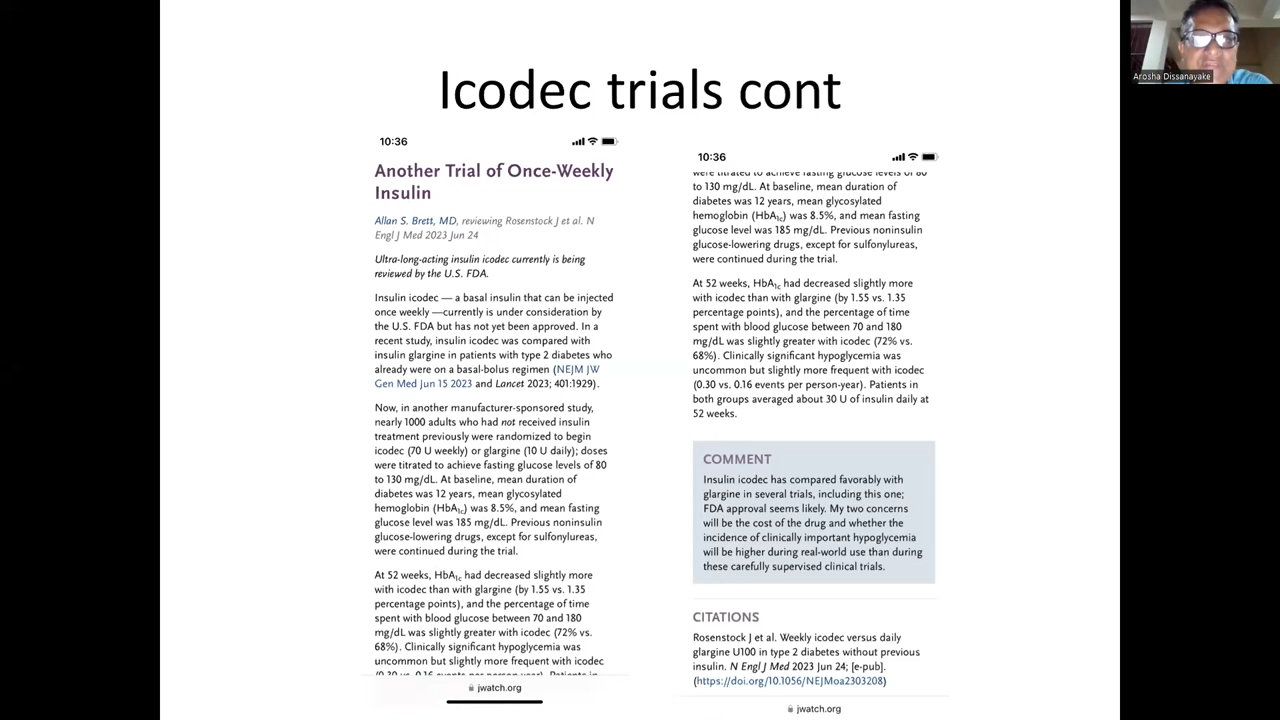 Icodec trials cont
Arosha Dissanayake
10:36
Another Trial of Once-Weekly
Insulin
Allan S. Brett, MD, reviewing Rosenstock J et al. N
Engl J Med 2023 Jun 24
Ultra-long-acting insulin icodec currently is being
reviewed by the U.S. FDA.
Insulin icodec — a basal insulin that can be injected
once weekly —currently is under consideration by
the U.S. FDA but has not yet been approved. In a
recent study, insulin icodec was compared with
insulin glargine in patients with type 2 diabetes who
already were on a basal-bolus regimen (NEJM JW
Gen Med Jun 15 2023 and Lancet 2023; 401:1929).
Now, in another manufacturer-sponsored study,
nearly 1000 adults who had not received insulin
treatment previously were randomized to begin
icodec (70 U weekly) or glargine (10 U daily); doses
were titrated to achieve fasting glucose levels of 80
to 130 mg/dL. At baseline, mean duration of
diabetes was 12 years, mean glycosylated
hemoglobin (HbA1c) was 8.5%, and mean fasting
glucose level was 185 mg/dL. Previous noninsulin
glucose-lowering drugs, except for sulfonylureas,
were continued during the trial.
At 52 weeks, HbA1c had decreased slightly more
with icodec than with glargine (by 1.55 vs. 1.35
percentage points), and the percentage of time
spent with blood glucose between 70 and 180
mg/dL was slightly greater with icodec (72% vs.
68%). Clinically significant hypoglycemia was
uncommon but slightly more frequent with icodec
(0.30 vs. 0.16 events per person-year). Patients in
jwatch.org
10:36
were titrated to achieve fasting glucose levels of 80
to 130 mg/dL. At baseline, mean duration of
diabetes was 12 years, mean glycosylated
hemoglobin (HbA1c) was 8.5%, and mean fasting
glucose level was 185 mg/dL. Previous noninsulin
glucose-lowering drugs, except for sulfonylureas,
were continued during the trial.
At 52 weeks, HbA1c had decreased slightly more
with icodec than with glargine (by 1.55 vs. 1.35
percentage points), and the percentage of time
spent with blood glucose between 70 and 180
mg/dL was slightly greater with icodec (72% vs.
68%). Clinically significant hypoglycemia was
uncommon but slightly more frequent with icodec
(0.30 vs. 0.16 events per person-year). Patients in
both groups averaged about 30 U of insulin daily at
52 weeks.
COMMENT
Insulin icodec has compared favorably with
glargine in several trials, including this one;
FDA approval seems likely. My two concerns
will be the cost of the drug and whether the
incidence of clinically important hypoglycemia
will be higher during real-world use than during
these carefully supervised clinical trials.
CITATIONS
Rosenstock J et al. Weekly icodec versus daily
glargine U100 in type 2 diabetes without previous
insulin. N Engl J Med 2023 Jun 24; [e-pub].
(https://doi.org/10.1056/NEJMoa2303208)
jwatch.org